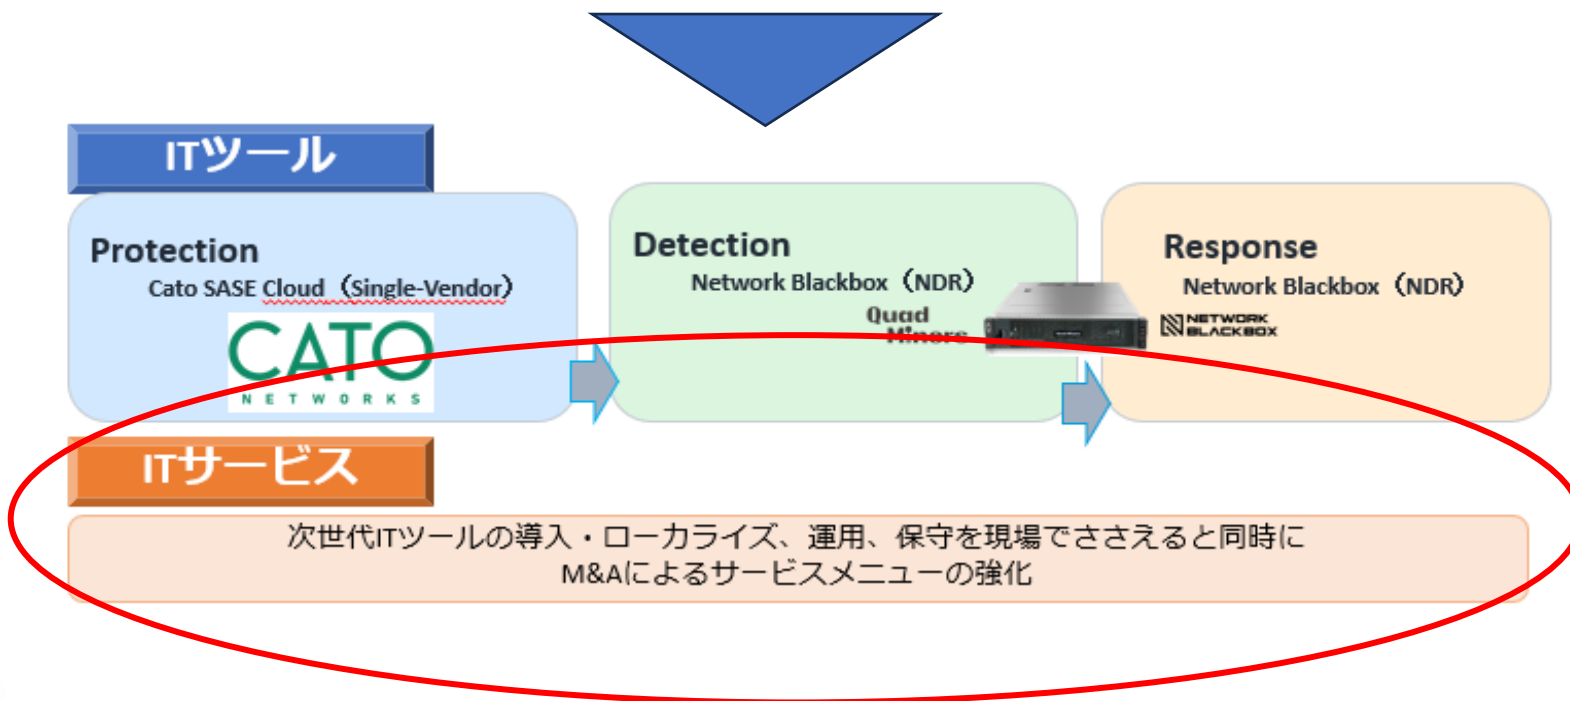 ITツール
Protection
Cato SASE Cloud（Single-Vendor）
CATO
NETWORKS
Detection
Network Blackbox（NDR）
Quad
Miners
Response
Network Blackbox（NDR）
NETWORK
BLACKBOX
ITサービス
次世代ITツールの導入・ローカライズ、運用、保守を現場でささえると同時に
M&Aによるサービスメニューの強化